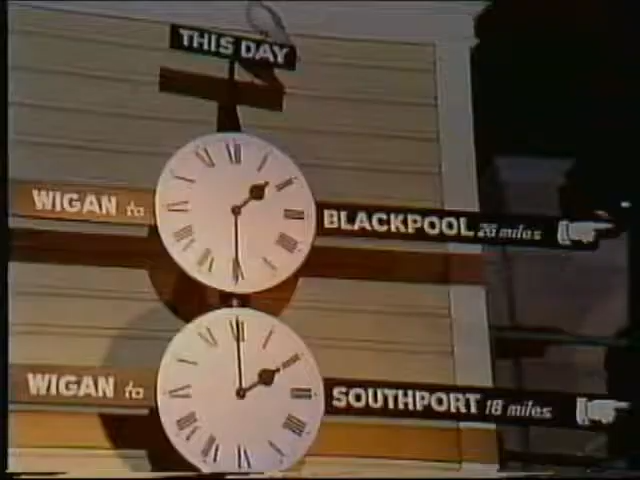 THIS DAY
WIGAN to BLACKPOOL 26 miles
WIGAN to SOUTHPORT 18 miles